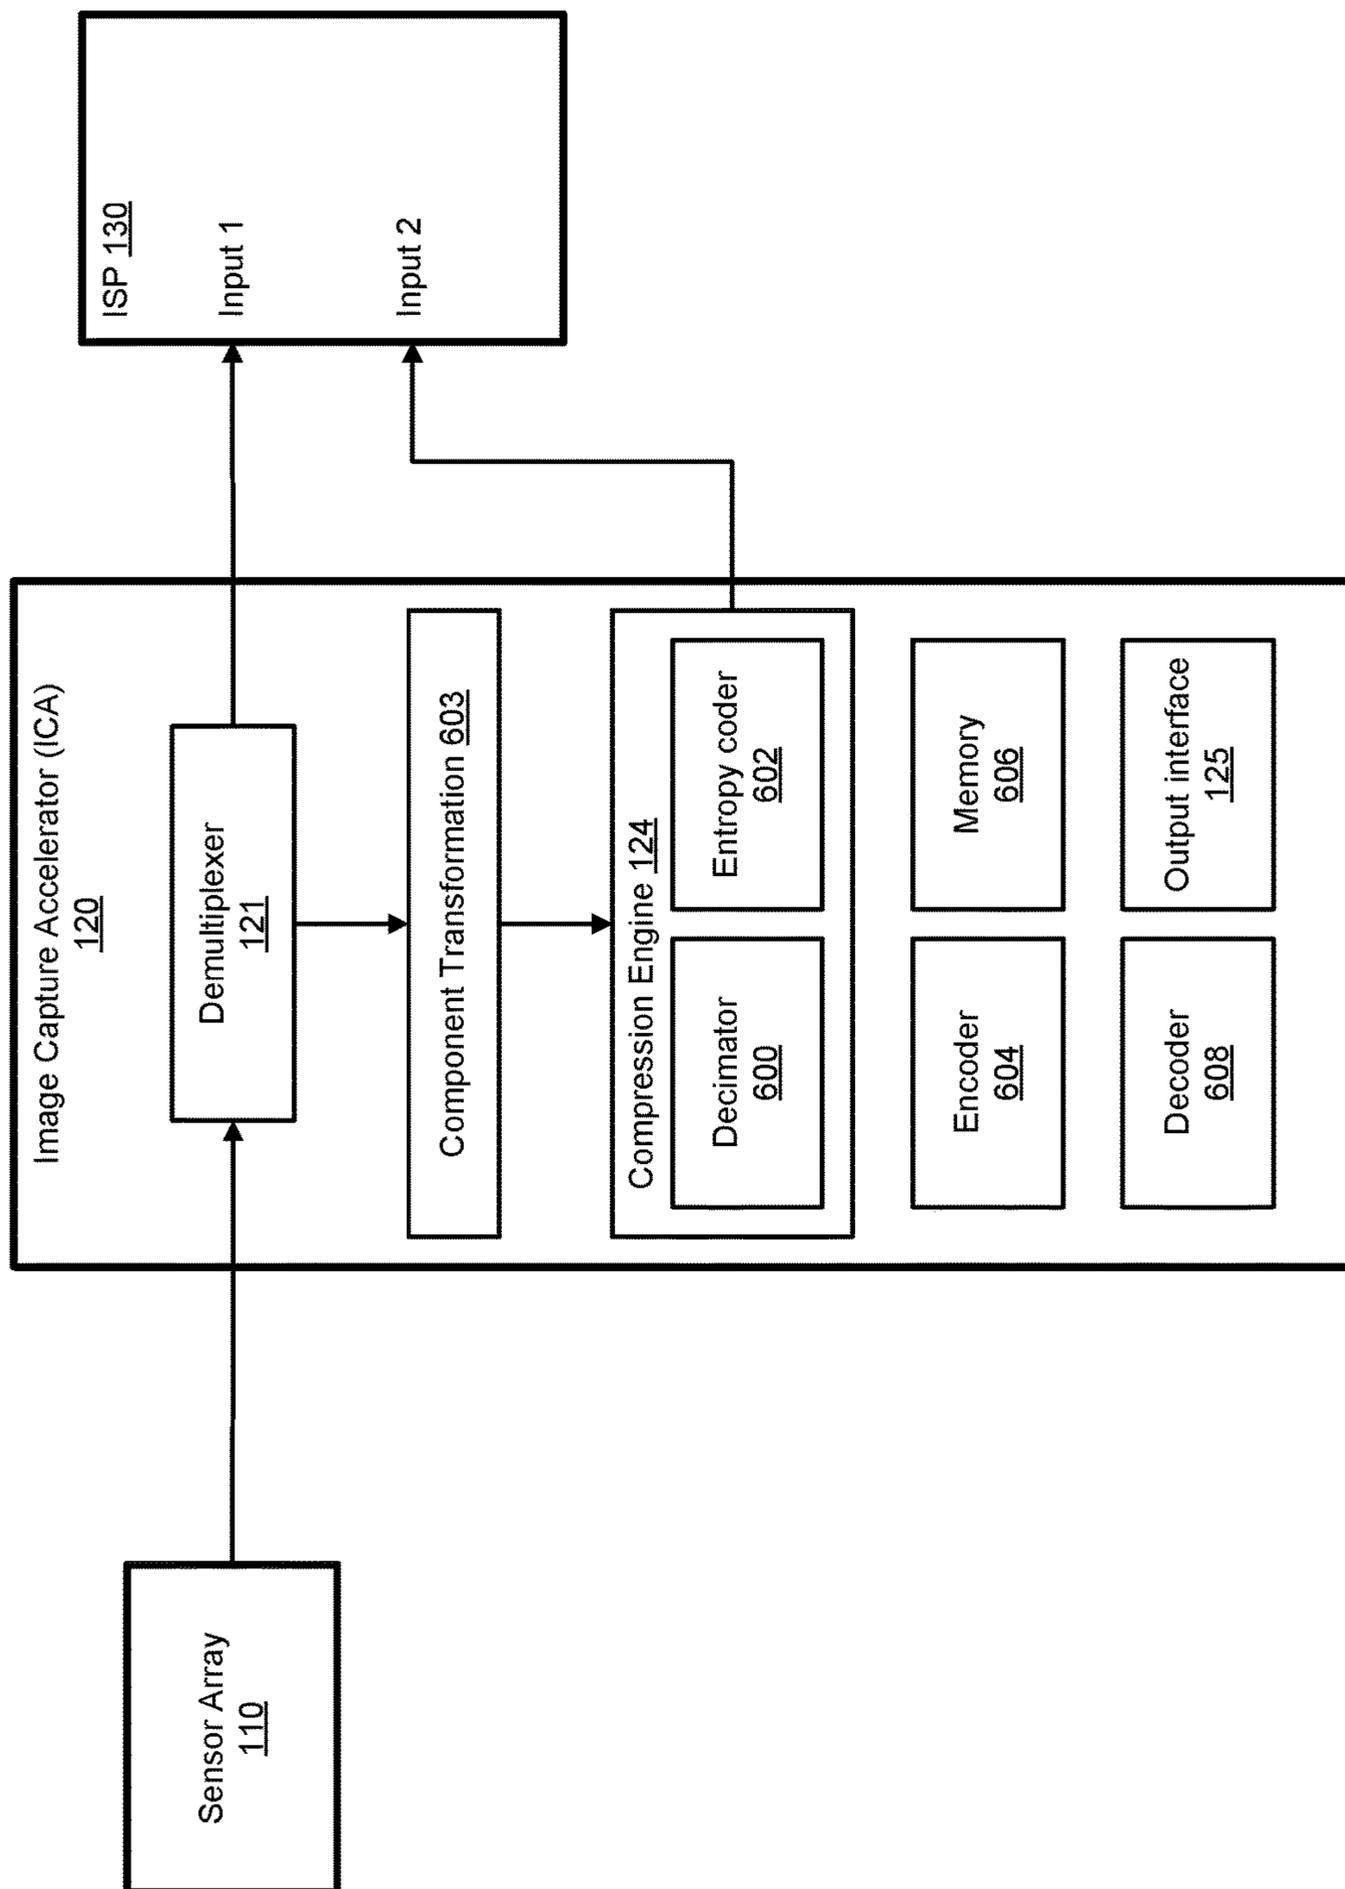 Sensor Array
110
Image Capture Accelerator (ICA)
120
Demultiplexer
121
Component Transformation 603
Compression Engine 124
Decimator
600
Entropy coder
602
Encoder
604
Memory
606
Decoder
608
Output interface
125
ISP 130
Input 1
Input 2